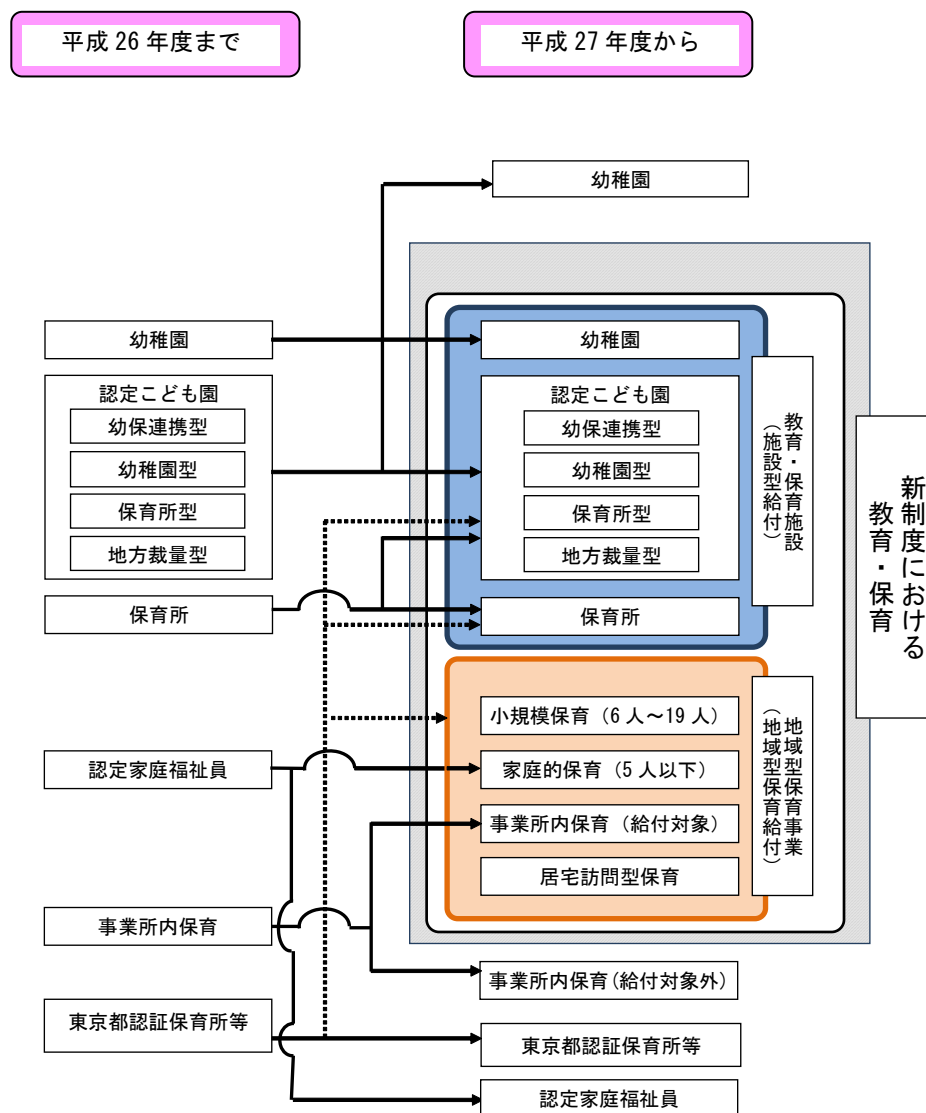 平成 26 年度まで
平成 27 年度から
幼稚園
幼稚園
認定こども園
幼保連携型
幼稚園型
保育所型
地方裁量型
保育所
認定家庭福祉員
事業所内保育
東京都認証保育所等
幼稚園
認定こども園
幼保連携型
幼稚園型
保育所型
地方裁量型
保育所
教育・保育施設
（施設型給付）
小規模保育（6 人～19 人）
家庭的保育（5 人以下）
事業所内保育（給付対象）
居宅訪問型保育
地域型保育事業
（地域型保育給付）
新制度における
教育・保育
事業所内保育(給付対象外)
東京都認証保育所等
認定家庭福祉員